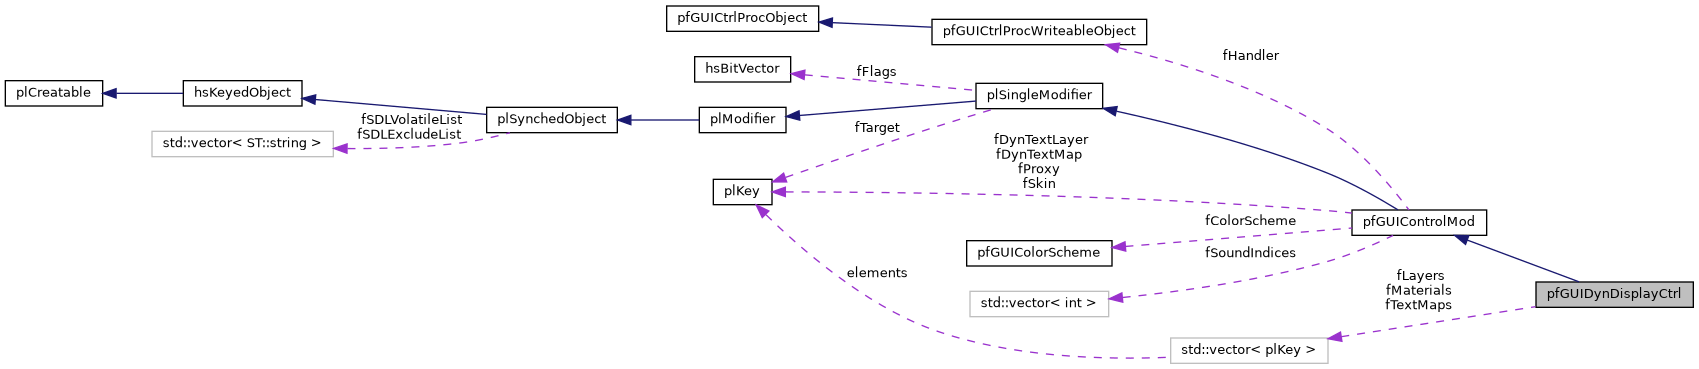 pfGUICtrlProcObject
pfGUICtrlProcWriteableObject
fHandler
hsBitVector
fFlags
plCreatable
hsKeyedObject
plSingleModifier
fSDLVolatileList
fSDLExcludeList
plSynchedObject
plModifier
std::vector< ST::string >
fTarget
fDynTextLayer
fDynTextMap
fProxy
fSkin
plKey
pfGUIControlMod
fColorScheme
pfGUIColorScheme
fSoundIndices
elements
std::vector< int >
fLayers
fMaterials
fTextMaps
pfGUIDynDisplayCtrl
std::vector< plKey >